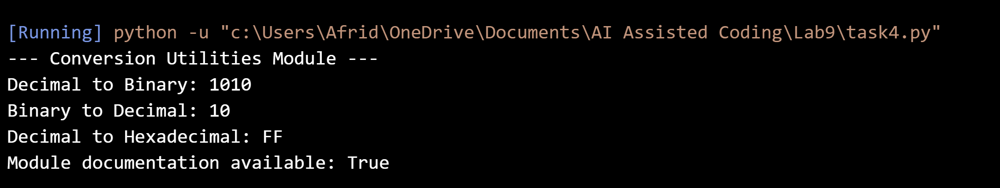 [Running] python -u "c:\Users\Afrid\OneDrive\Documents\AI Assisted Coding\Lab9\task4.py"
--- Conversion Utilities Module ---
Decimal to Binary: 1010
Binary to Decimal: 10
Decimal to Hexadecimal: FF
Module documentation available: True